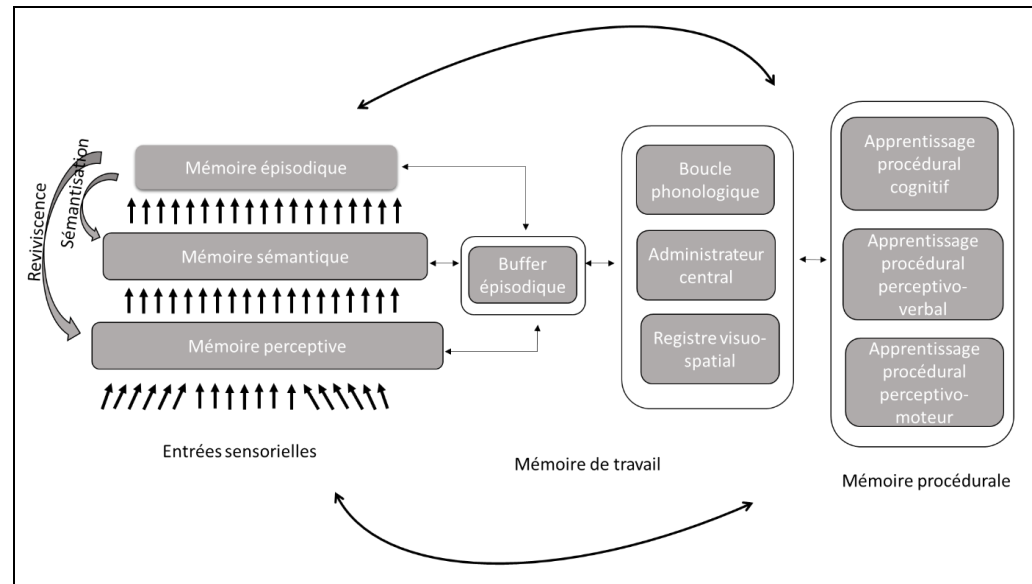 Reviviscence
Sémantisation
Mémoire épisodique
Mémoire sémantique
Mémoire perceptive
Entrées sensorielles
Buffer
épisodique
Boucle
phonologique
Administrateur
central
Registre visuo-
spatial
Mémoire de travail
Apprentissage
procédural
cognitif
Apprentissage
procédural
perceptivo-
verbal
Apprentissage
procédural
perceptivo-
moteur
Mémoire procédurale